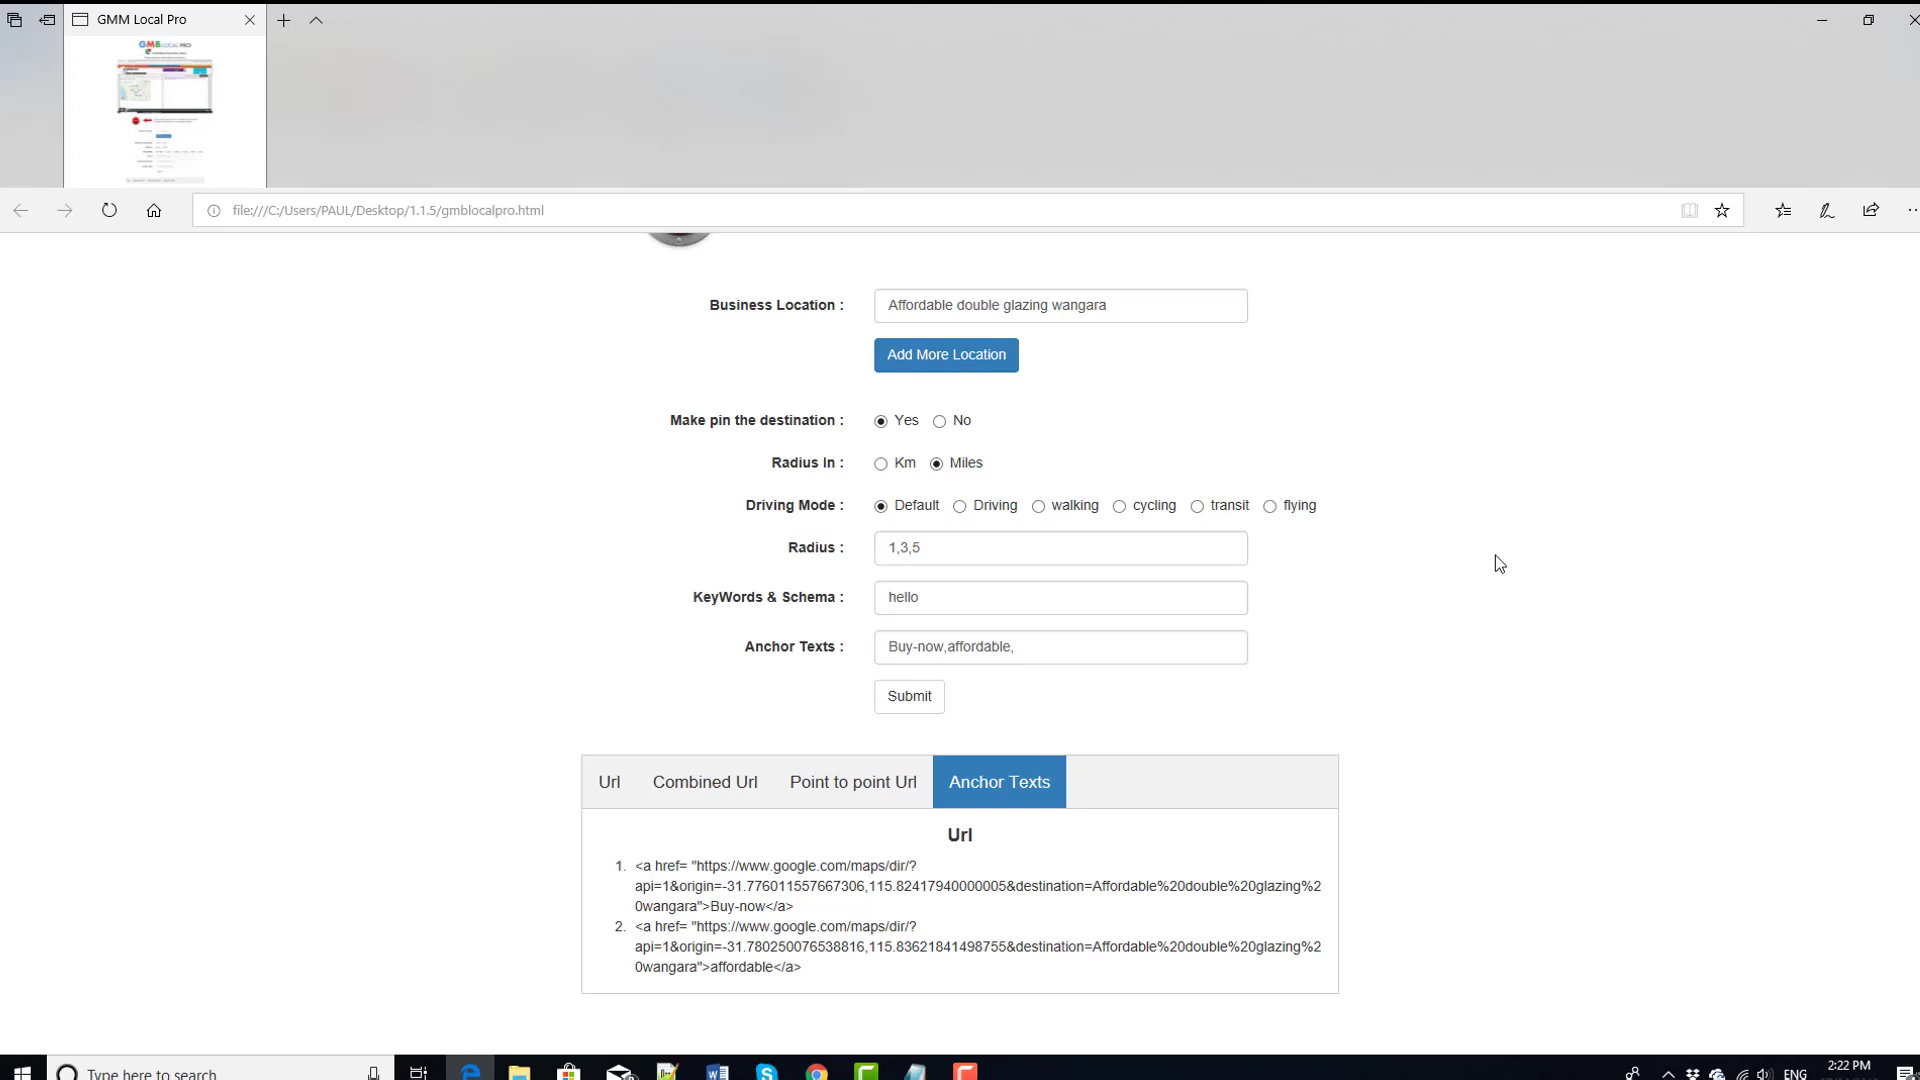 GMM Local Pro
GMB LOCAL PRO
file:///C:/Users/PAUL/Desktop/1.1.5/gmblocalpro.html
Business Location : Affordable double glazing wangara
Add More Location
Make pin the destination : Yes No
Radius In : Km Miles
Driving Mode : Default Driving walking cycling transit flying
Radius : 1,3,5
KeyWords & Schema : hello
Anchor Texts : Buy-now,affordable,
Submit
Url Combined Url Point to point Url Anchor Texts
Url
1. <a href= "https://www.google.com/maps/dir/?
api=1&origin=-31.776011557667306,115.82417940000005&destination=Affordable%20double%20glazing%2
0wangara">Buy-now</a>
2. <a href= "https://www.google.com/maps/dir/?
api=1&origin=-31.780250076538816,115.83621841498755&destination=Affordable%20double%20glazing%2
0wangara">affordable</a>
Type here to search
ENG
2:22 PM